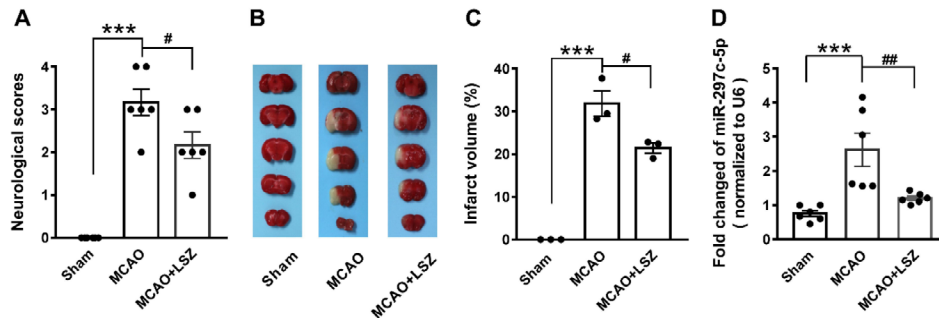 A
Neurological scores
4
3
2
1
0
***
#
Sham
MCAO
MCAO+LSZ
B
Sham
MCAO
MCAO+LSZ
C
Infarct volume (%)
40
30
20
10
0
***
#
Sham
MCAO
MCAO+LSZ
D
Fold changed of miR-297c-5p
( normalized to U6)
5
4
3
2
1
0
***
##
Sham
MCAO
MCAO+LSZ